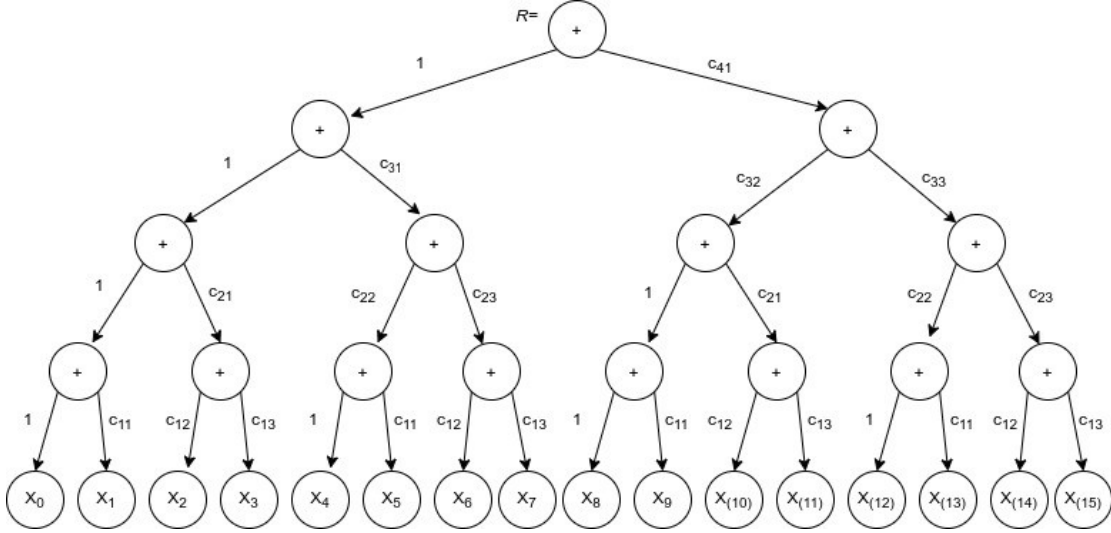 R= +
1 c41
+ +
1 c31 c32 c33
+ + + +
1 c21 c22 c23 1 c21 c22 c23
+ + + + + + + +
1 c11 c12 c13 1 c11 c12 c13 1 c11 c12 c13 1 c11 c12 c13
X0 X1 X2 X3 X4 X5 X6 X7 X8 X9 X(10) X(11) X(12) X(13) X(14) X(15)